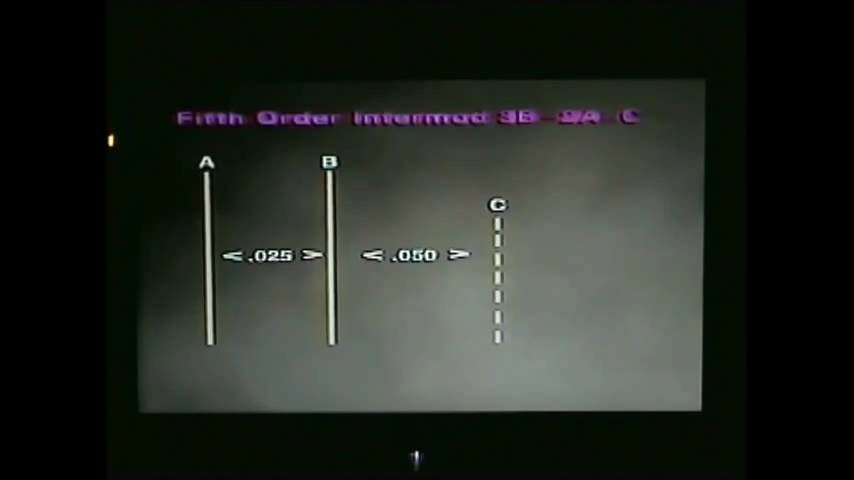 Fifth Order Intermod 3B-2A C
A
B
C
< .025 >
< .050 >